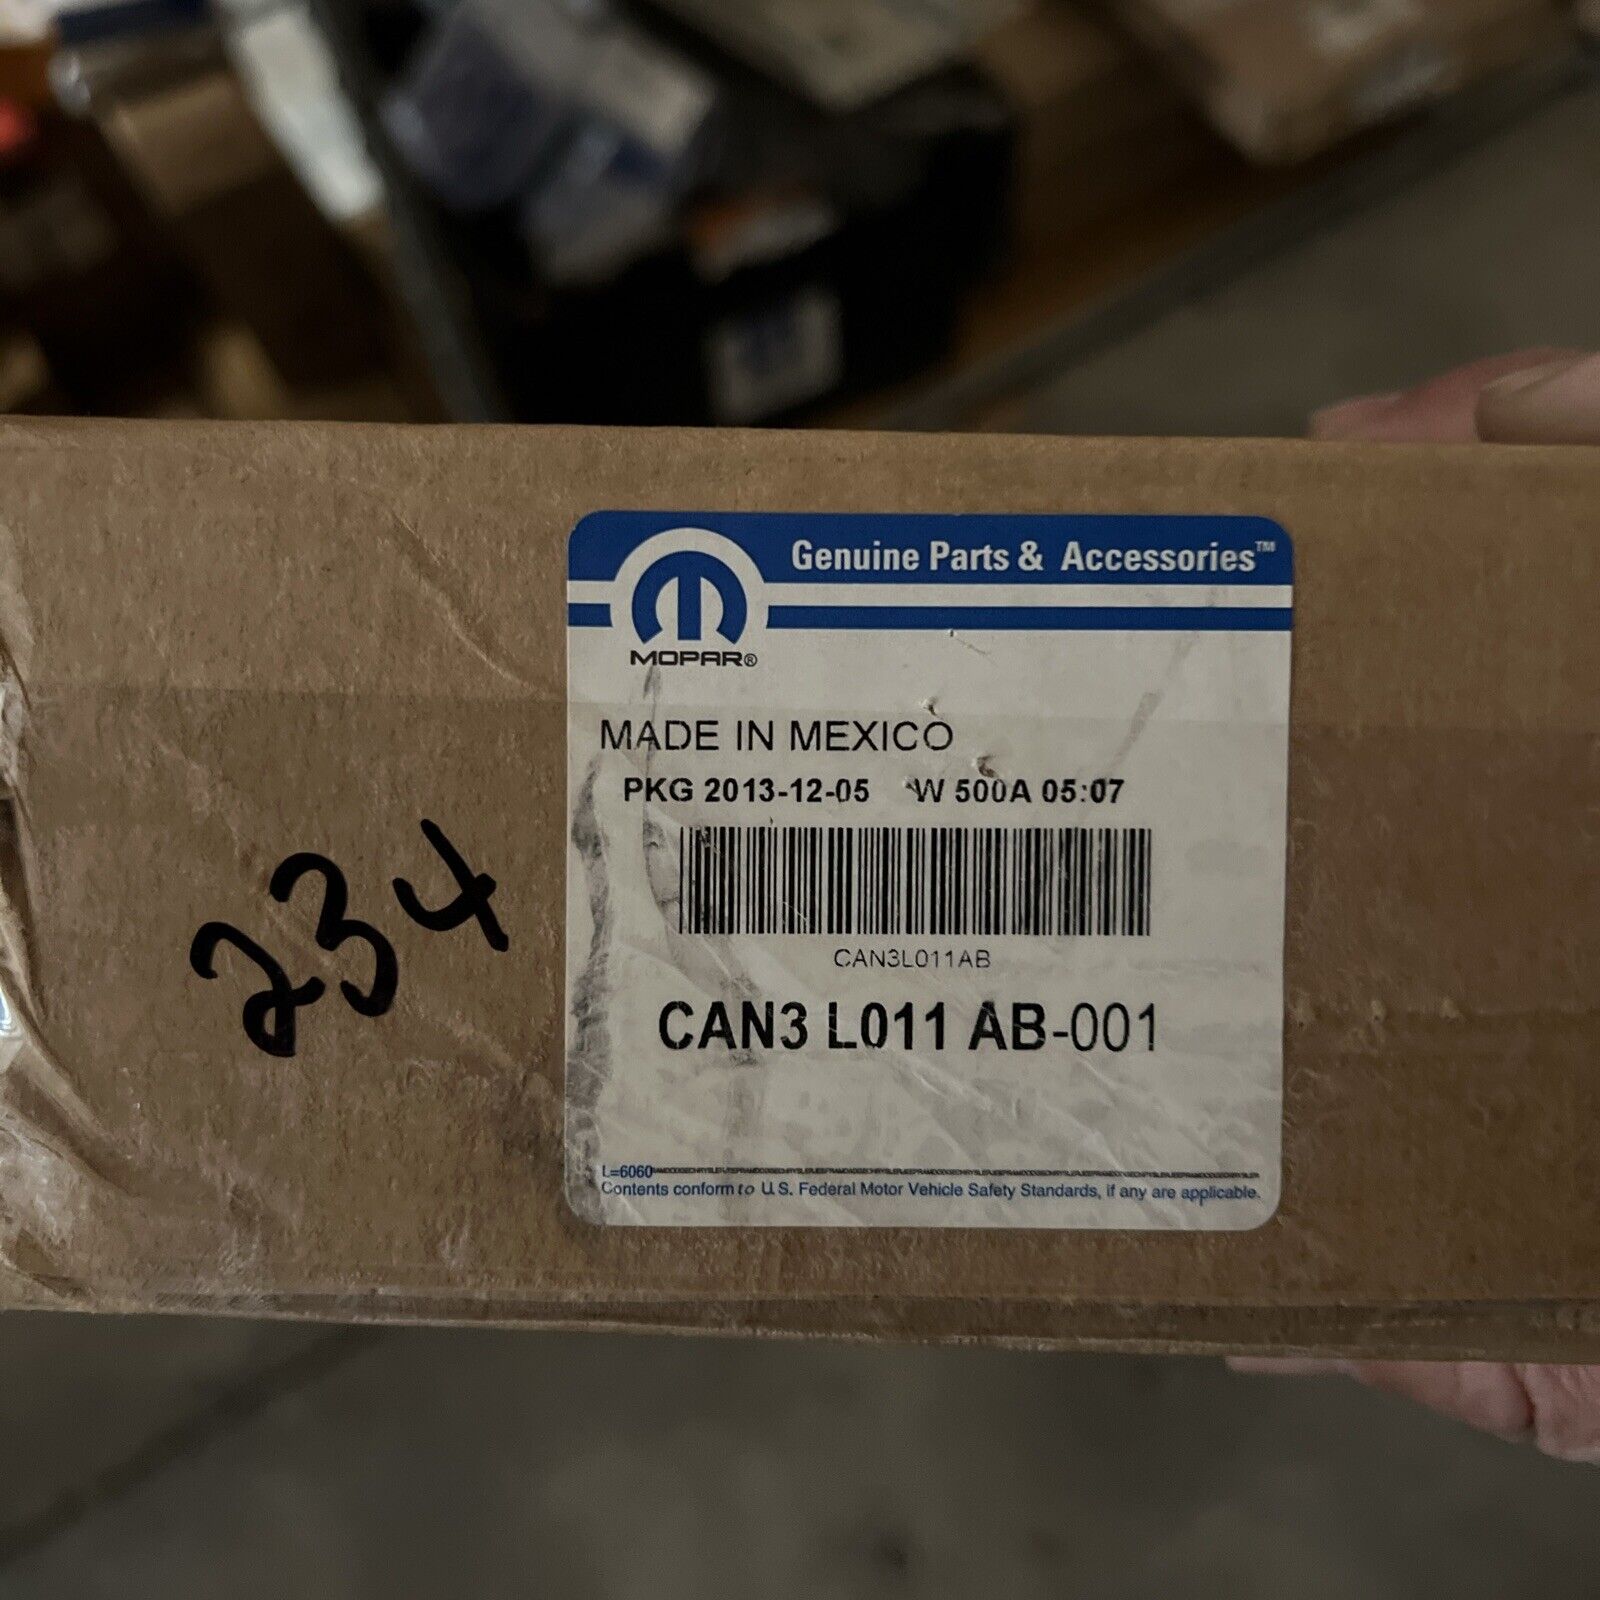 Genuine Parts & Accessories™
MOPAR®
MADE IN MEXICO
PKG 2013-12-05 W 500A 05:07
CAN3L011AB
CAN3 L011 AB-001
L=6060
Contents conform to U.S. Federal Motor Vehicle Safety Standards, if any are applicable.
234